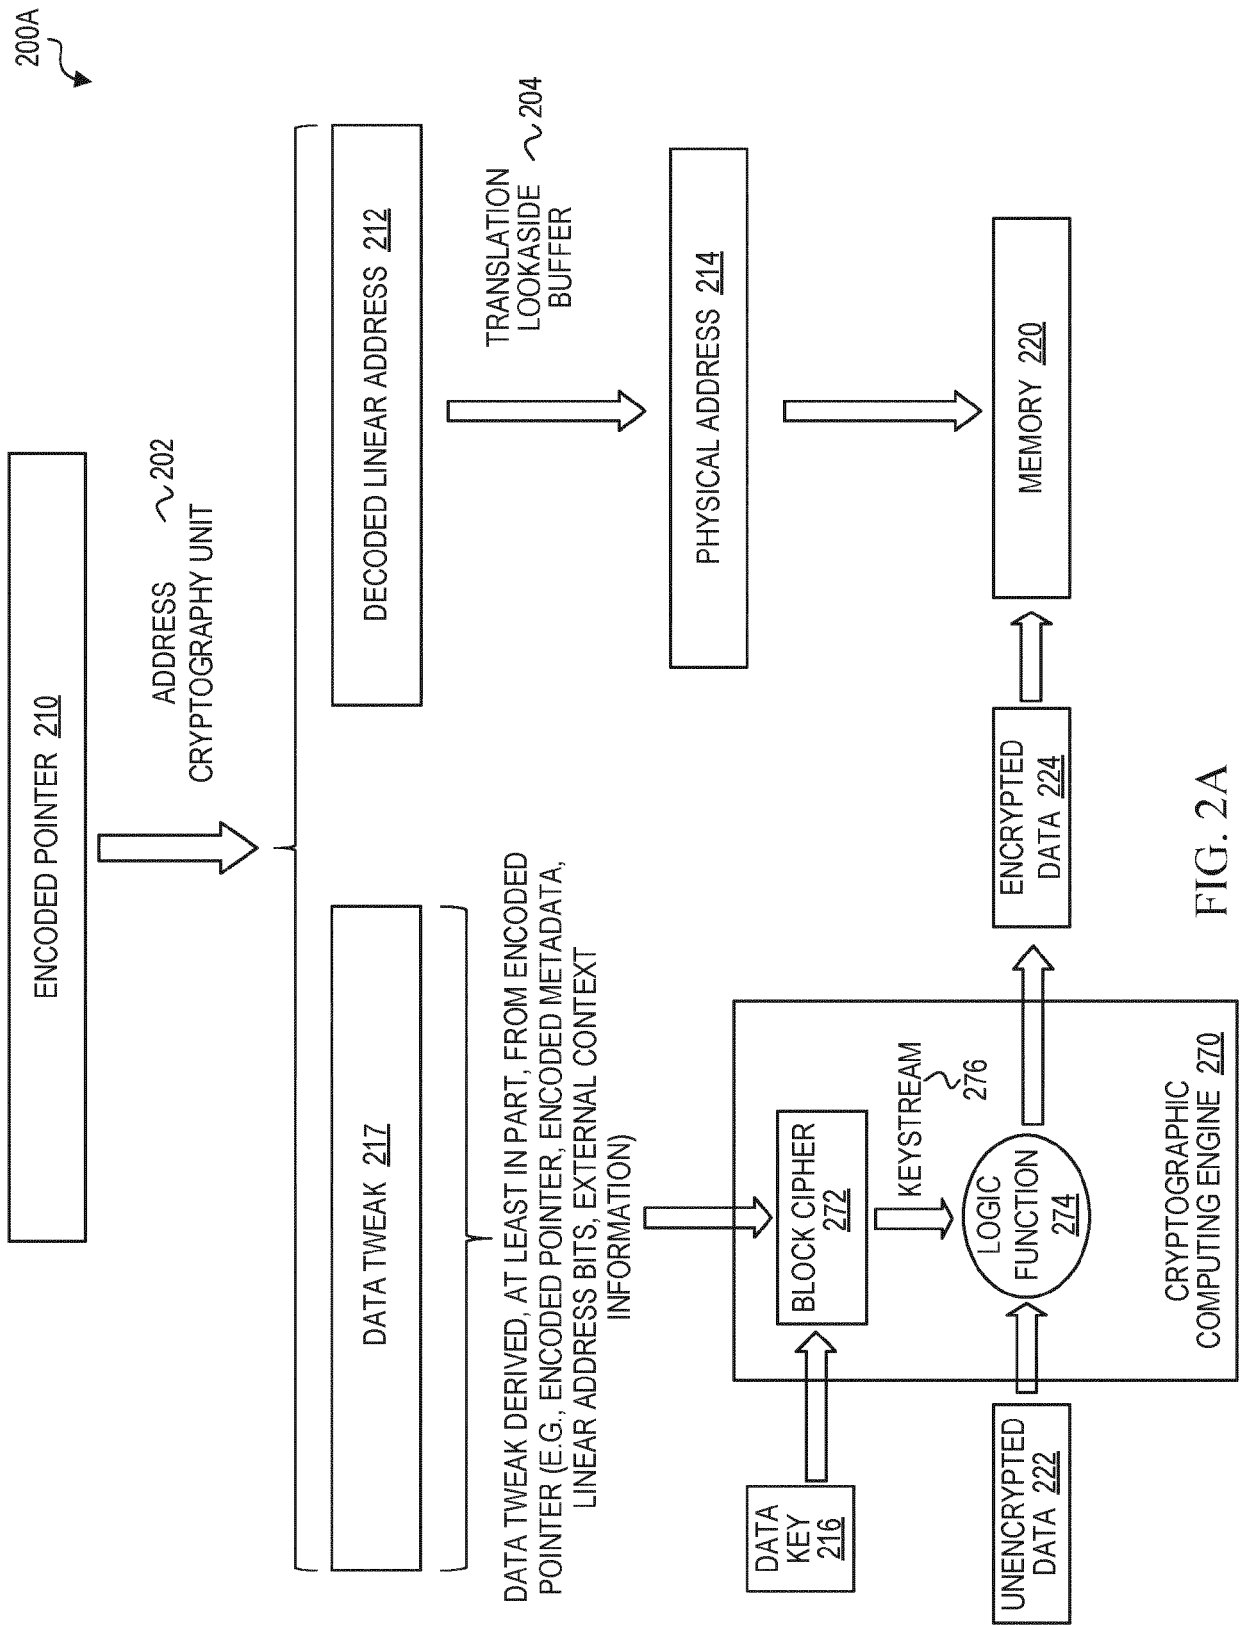 200A
ENCODED POINTER 210
ADDRESS 202
CRYPTOGRAPHY UNIT
DATA TWEAK 217
DECODED LINEAR ADDRESS 212
DATA TWEAK DERIVED, AT LEAST IN PART, FROM ENCODED
POINTER (E.G., ENCODED POINTER, ENCODED METADATA,
LINEAR ADDRESS BITS, EXTERNAL CONTEXT
INFORMATION)
TRANSLATION
LOOKASIDE 204
BUFFER
PHYSICAL ADDRESS 214
DATA
KEY
216
BLOCK CIPHER
272
KEYSTREAM
276
UNENCRYPTED
DATA 222
LOGIC
FUNCTION
274
ENCRYPTED
DATA 224
MEMORY 220
CRYPTOGRAPHIC
COMPUTING ENGINE 270
FIG. 2A